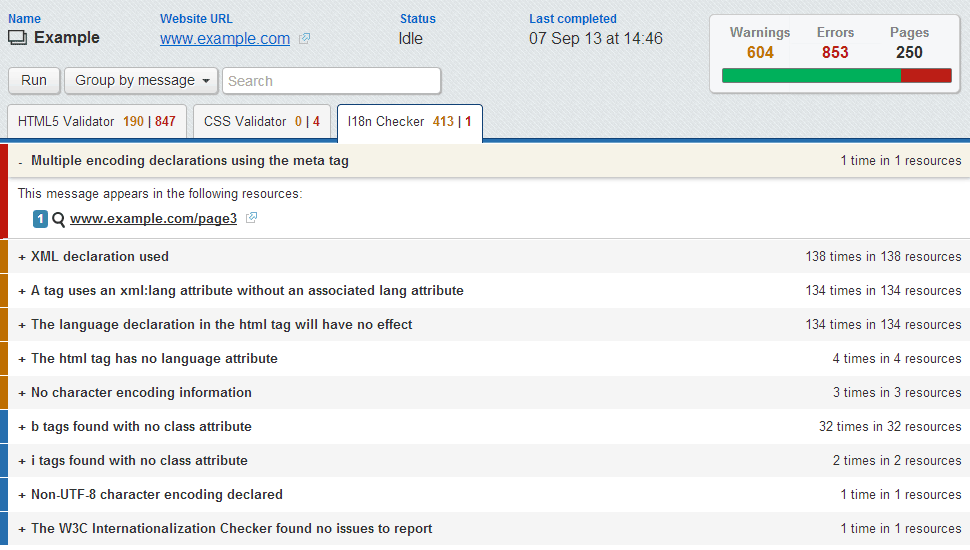 Name Website URL Status Last completed
Example www.example.com Idle 07 Sep 13 at 14:46
Warnings Errors Pages
604 853 250
Run Group by message Search
HTML5 Validator 190 | 847 CSS Validator 0 | 4 I18n Checker 413 | 1
- Multiple encoding declarations using the meta tag 1 time in 1 resources
This message appears in the following resources:
1 www.example.com/page3
+ XML declaration used 138 times in 138 resources
+ A tag uses an xml:lang attribute without an associated lang attribute 134 times in 134 resources
+ The language declaration in the html tag will have no effect 134 times in 134 resources
+ The html tag has no language attribute 4 times in 4 resources
+ No character encoding information 3 times in 3 resources
+ b tags found with no class attribute 32 times in 32 resources
+ i tags found with no class attribute 2 times in 2 resources
+ Non-UTF-8 character encoding declared 1 time in 1 resources
+ The W3C Internationalization Checker found no issues to report 1 time in 1 resources